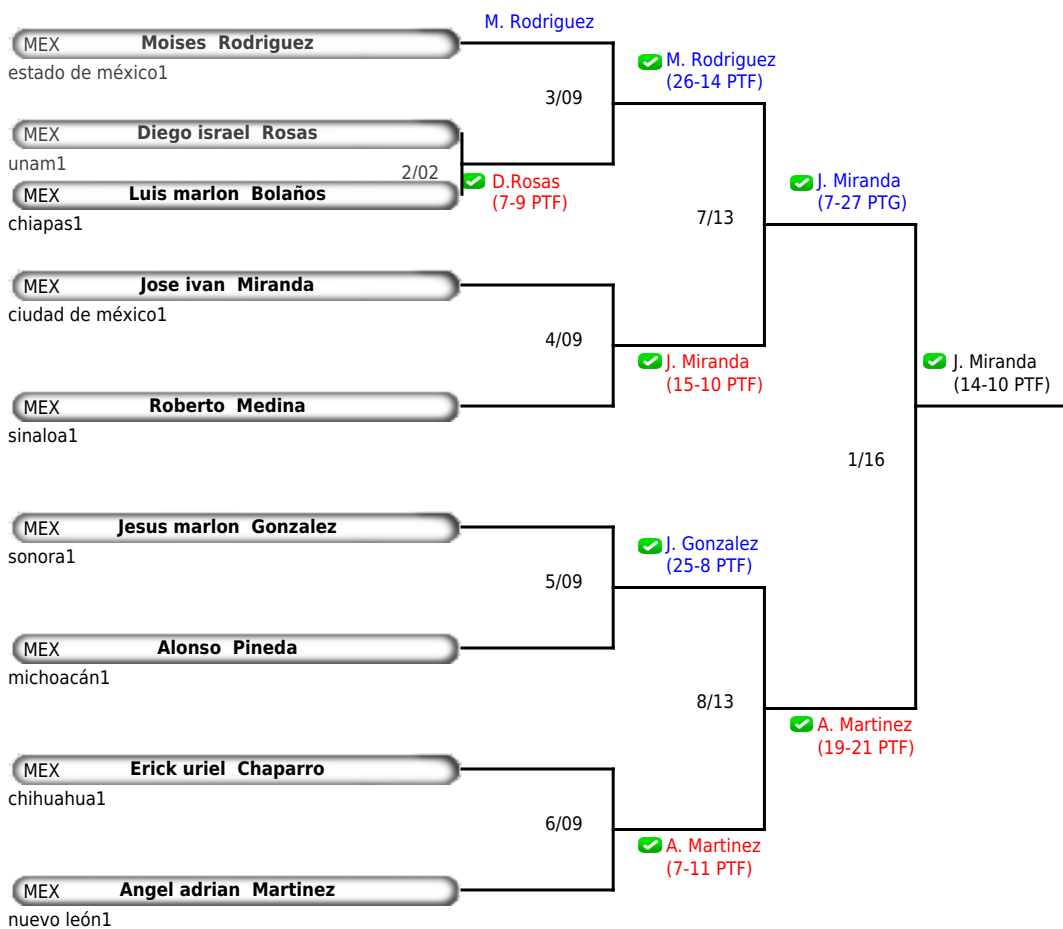 M. Rodriguez
MEX Moises Rodriguez
estado de méxico1
M. Rodriguez
(26-14 PTF)
3/09
MEX Diego israel Rosas
unam1
2/02
MEX Luis marlon Bolaños
chiapas1
D.Rosas
(7-9 PTF)
J. Miranda
(7-27 PTG)
7/13
MEX Jose ivan Miranda
ciudad de méxico1
4/09
J. Miranda
(15-10 PTF)
J. Miranda
(14-10 PTF)
MEX Roberto Medina
sinaloa1
1/16
MEX Jesus marlon Gonzalez
sonora1
J. Gonzalez
(25-8 PTF)
5/09
MEX Alonso Pineda
michoacán1
8/13
A. Martinez
(19-21 PTF)
MEX Erick uriel Chaparro
chihuahua1
6/09
A. Martinez
(7-11 PTF)
MEX Angel adrian Martinez
nuevo león1